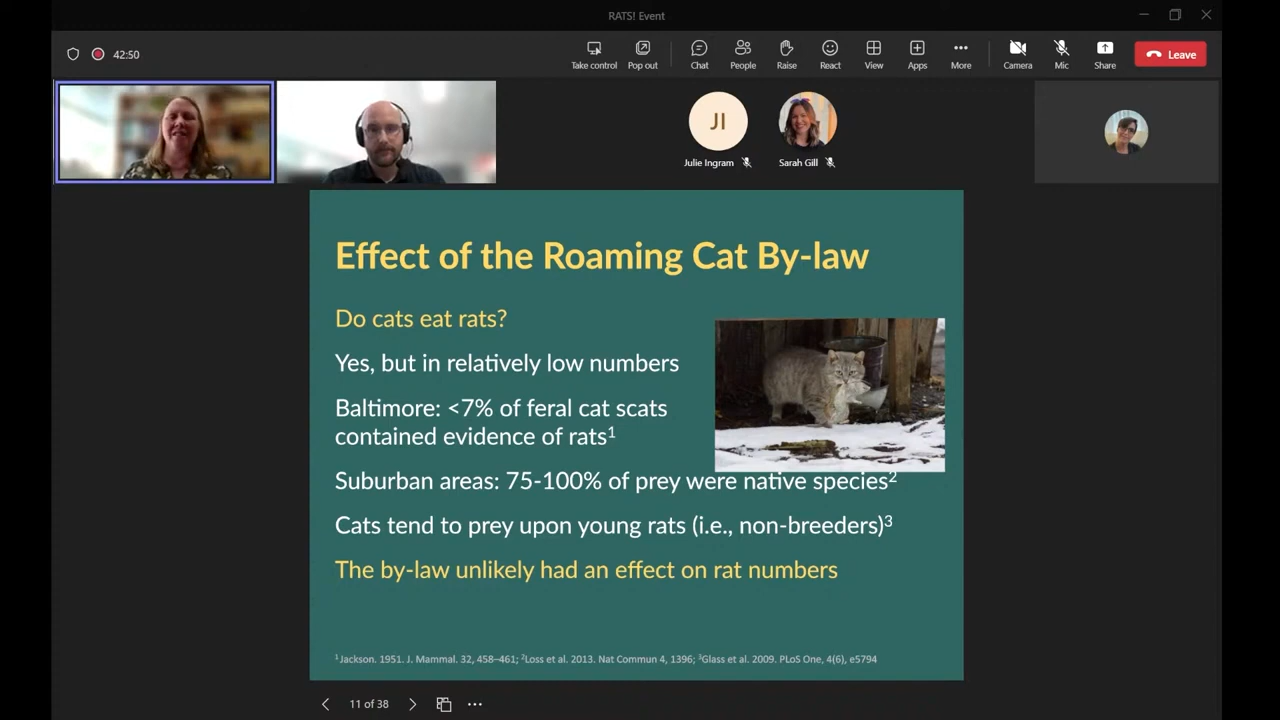 RATS! Event
42:50
Take control
Pop out
Chat
People
Raise
React
View
Apps
More
Camera
Mic
Share
Leave
JI
Julie Ingram
Sarah Gill
Effect of the Roaming Cat By-law
Do cats eat rats?
Yes, but in relatively low numbers
Baltimore: <7% of feral cat scats
contained evidence of rats¹
Suburban areas: 75-100% of prey were native species²
Cats tend to prey upon young rats (i.e., non-breeders)³
The by-law unlikely had an effect on rat numbers
¹Jackson. 1951. J. Mammal. 32, 458–461; ²Loss et al. 2013. Nat Commun 4, 1396; ³Glass et al. 2009. PLoS One, 4(6), e5794
11 of 38